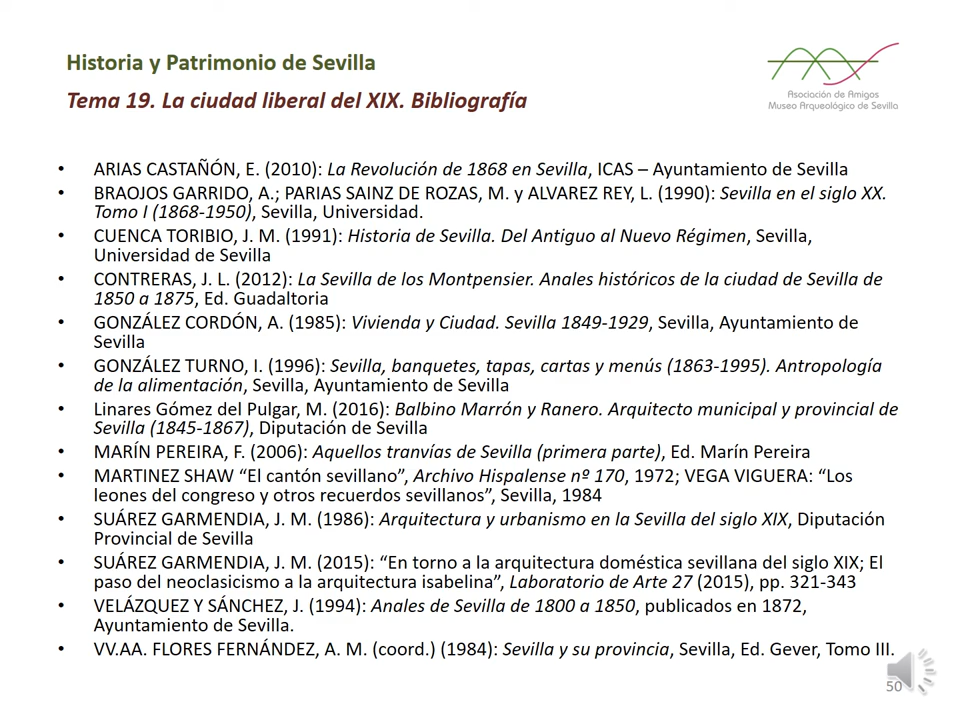 Historia y Patrimonio de Sevilla
Tema 19. La ciudad liberal del XIX. Bibliografía
Asociación de Amigos
Museo Arqueológico de Sevilla
• ARIAS CASTAÑÓN, E. (2010): La Revolución de 1868 en Sevilla, ICAS – Ayuntamiento de Sevilla
• BRAOJOS GARRIDO, A.; PARIAS SAINZ DE ROZAS, M. y ALVAREZ REY, L. (1990): Sevilla en el siglo XX.
Tomo I (1868-1950), Sevilla, Universidad.
• CUENCA TORIBIO, J. M. (1991): Historia de Sevilla. Del Antiguo al Nuevo Régimen, Sevilla,
Universidad de Sevilla
• CONTRERAS, J. L. (2012): La Sevilla de los Montpensier. Anales históricos de la ciudad de Sevilla de
1850 a 1875, Ed. Guadaltoria
• GONZÁLEZ CORDÓN, A. (1985): Vivienda y Ciudad. Sevilla 1849-1929, Sevilla, Ayuntamiento de
Sevilla
• GONZÁLEZ TURNO, I. (1996): Sevilla, banquetes, tapas, cartas y menús (1863-1995). Antropología
de la alimentación, Sevilla, Ayuntamiento de Sevilla
• Linares Gómez del Pulgar, M. (2016): Balbino Marrón y Ranero. Arquitecto municipal y provincial de
Sevilla (1845-1867), Diputación de Sevilla
• MARÍN PEREIRA, F. (2006): Aquellos tranvías de Sevilla (primera parte), Ed. Marín Pereira
• MARTINEZ SHAW “El cantón sevillano”, Archivo Hispalense nº 170, 1972; VEGA VIGUERA: “Los
leones del congreso y otros recuerdos sevillanos”, Sevilla, 1984
• SUÁREZ GARMENDIA, J. M. (1986): Arquitectura y urbanismo en la Sevilla del siglo XIX, Diputación
Provincial de Sevilla
• SUÁREZ GARMENDIA, J. M. (2015): “En torno a la arquitectura doméstica sevillana del siglo XIX; El
paso del neoclasicismo a la arquitectura isabelina”, Laboratorio de Arte 27 (2015), pp. 321-343
• VELÁZQUEZ Y SÁNCHEZ, J. (1994): Anales de Sevilla de 1800 a 1850, publicados en 1872,
Ayuntamiento de Sevilla.
• VV.AA. FLORES FERNÁNDEZ, A. M. (coord.) (1984): Sevilla y su provincia, Sevilla, Ed. Gever, Tomo III.
50